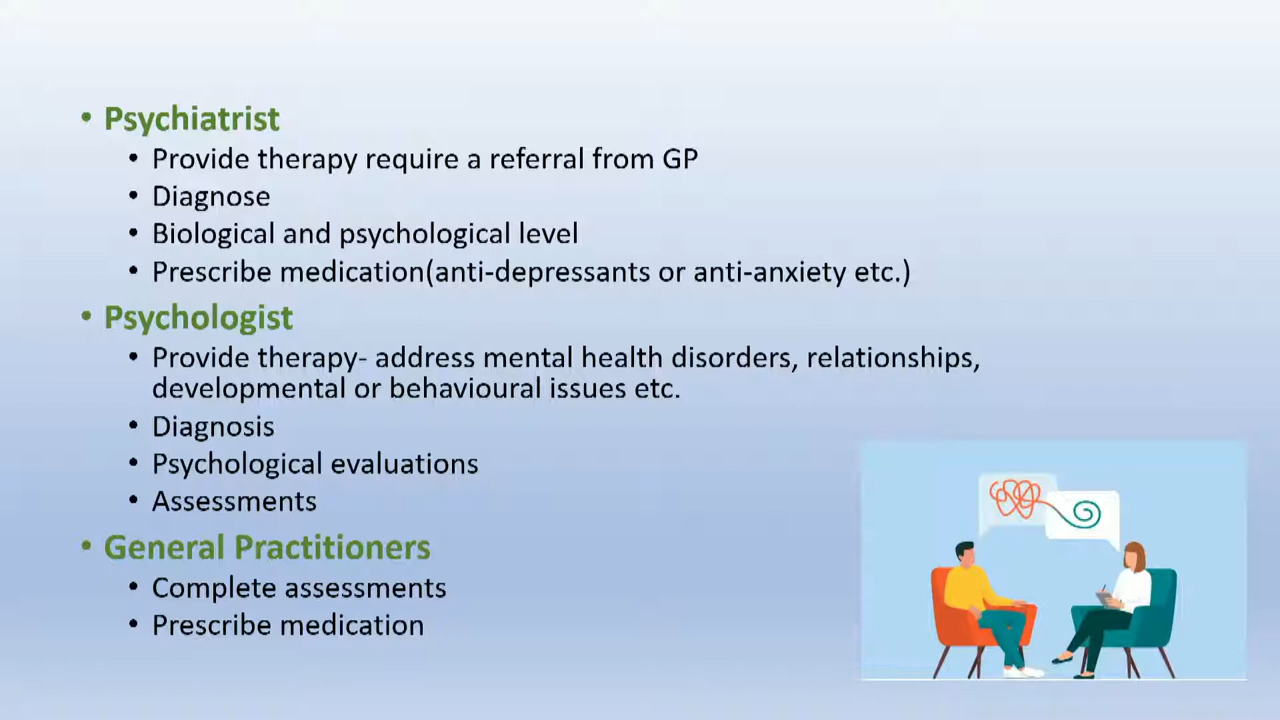 • Psychiatrist
• Provide therapy require a referral from GP
• Diagnose
• Biological and psychological level
• Prescribe medication(anti-depressants or anti-anxiety etc.)
• Psychologist
• Provide therapy- address mental health disorders, relationships,
developmental or behavioural issues etc.
• Diagnosis
• Psychological evaluations
• Assessments
• General Practitioners
• Complete assessments
• Prescribe medication